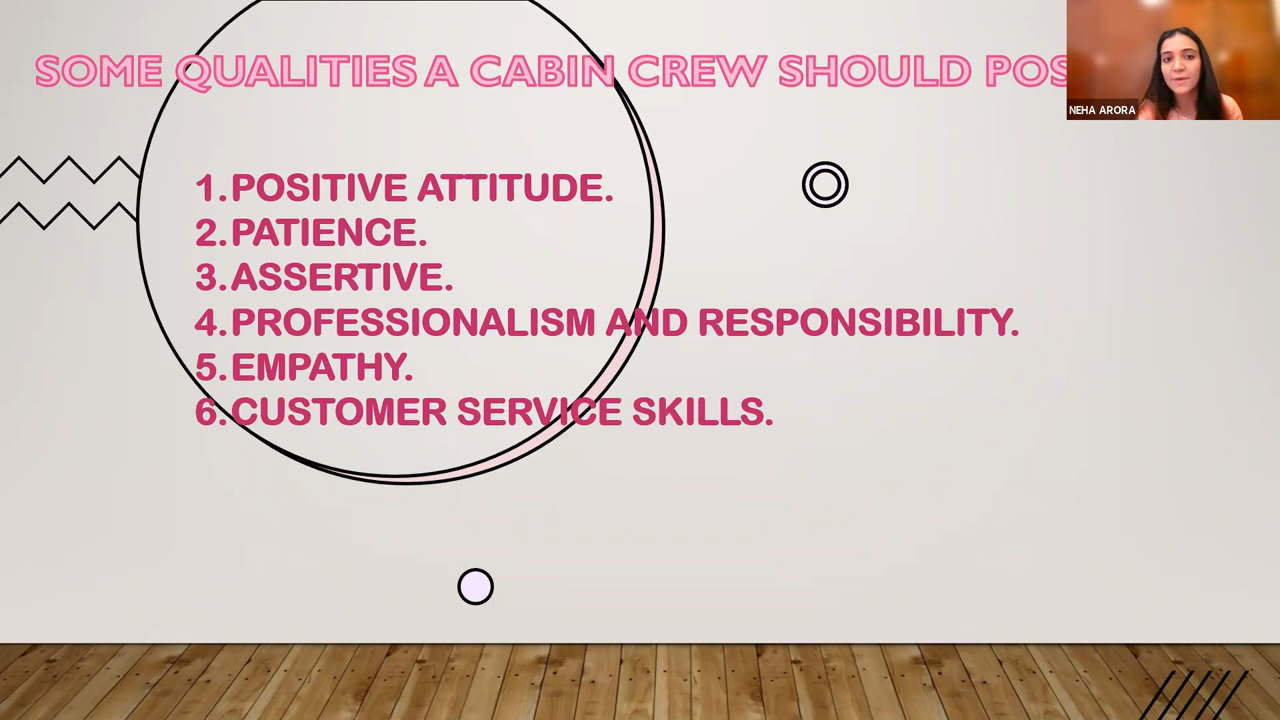 SOME QUALITIES A CABIN CREW SHOULD
NEHA ARORA
1.POSITIVE ATTITUDE.
2.PATIENCE.
3.ASSERTIVE.
4.PROFESSIONALISM AND RESPONSIBILITY.
5.EMPATHY.
6.CUSTOMER SERVICE SKILLS.